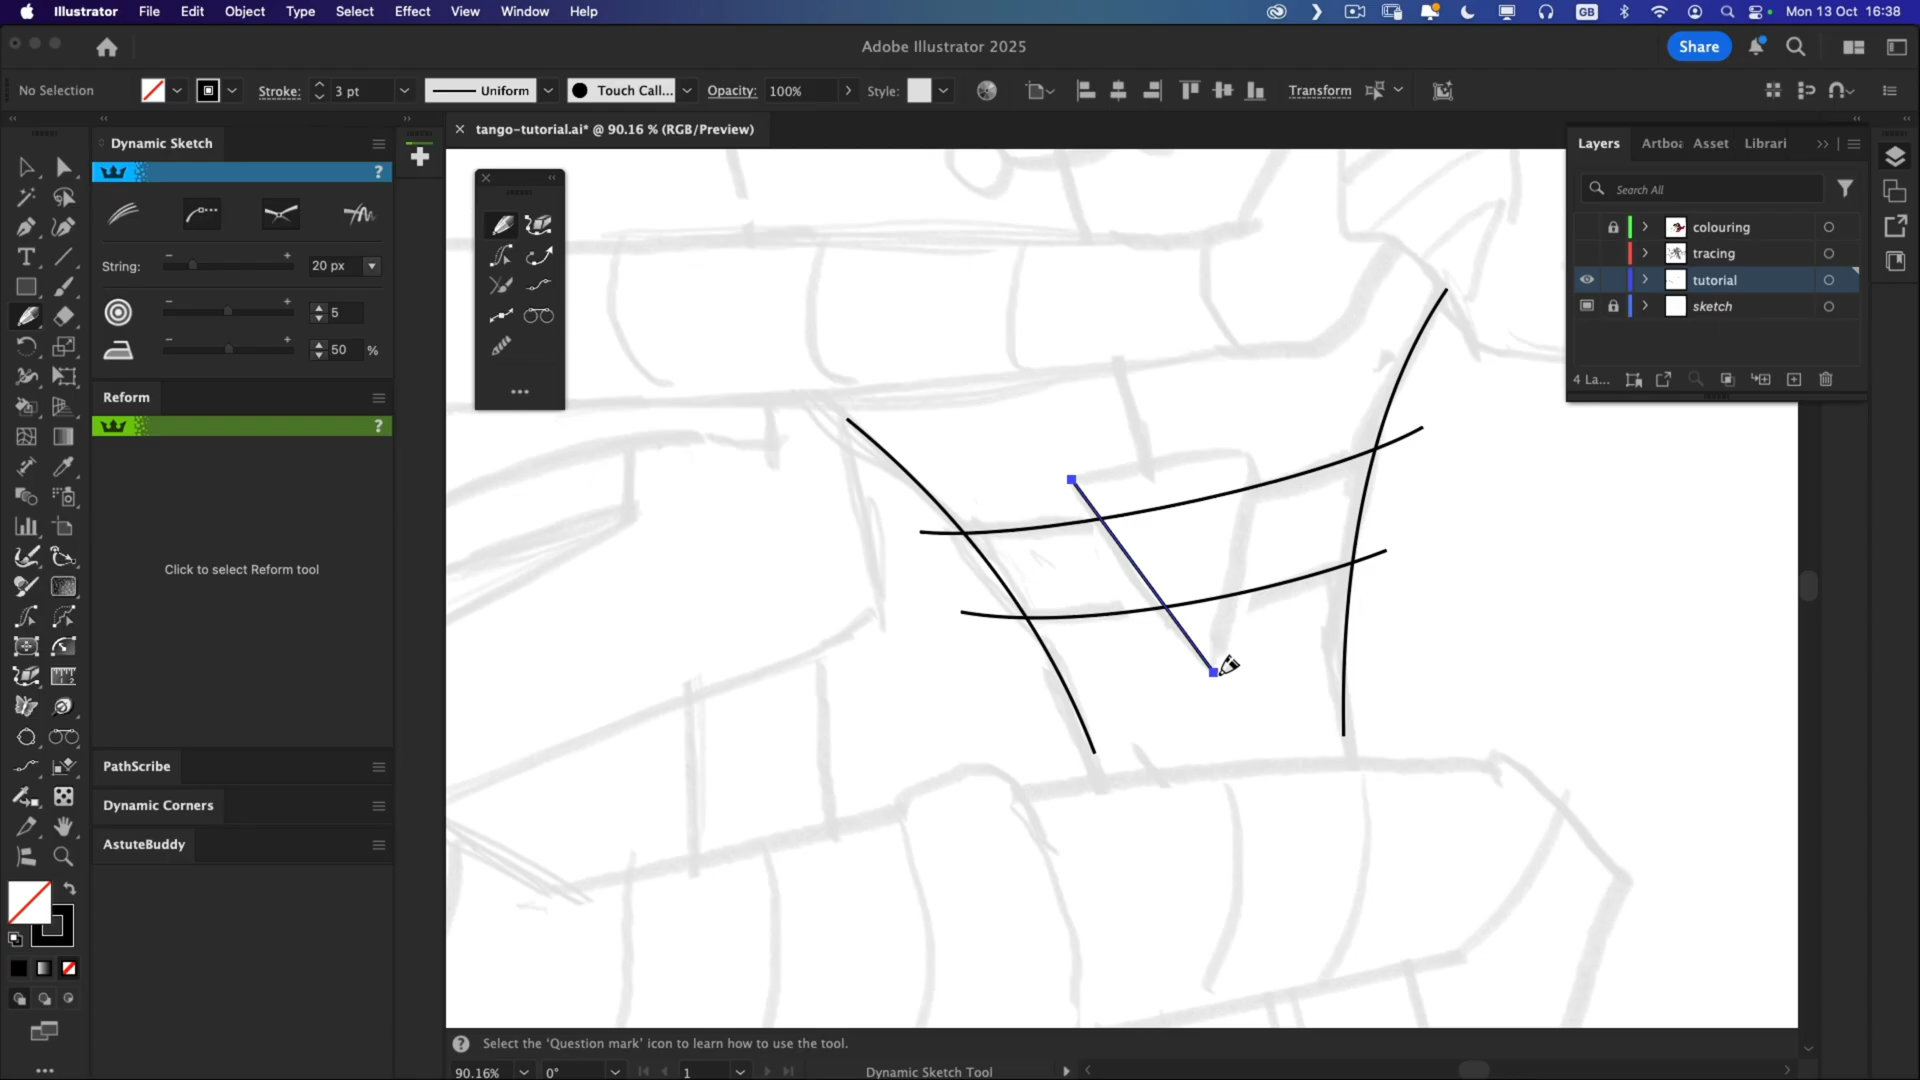 Illustrator File Edit Object Type Select Effect View Window Help GB Mon 13 Oct 16:38
Adobe Illustrator 2025 Share
No Selection Stroke: 3 pt Uniform Touch Call... Opacity: 100% Style: Transform
Dynamic Sketch
tango-tutorial.ai* @ 90.16 % (RGB/Preview)
?
String: 20 px
5
50 %
Reform
?
Click to select Reform tool
PathScribe
Dynamic Corners
AstuteBuddy
Layers Artboa Asset Librari
Search All
colouring
tracing
tutorial
sketch
4 La...
? Select the ‘Question mark’ icon to learn how to use the tool.
90.16% 0° 1 Dynamic Sketch Tool